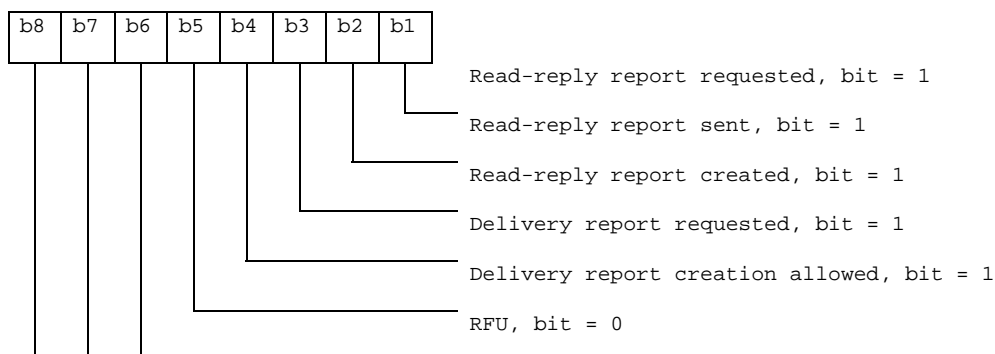 b8 b7 b6 b5 b4 b3 b2 b1
Read-reply report requested, bit = 1
Read-reply report sent, bit = 1
Read-reply report created, bit = 1
Delivery report requested, bit = 1
Delivery report creation allowed, bit = 1
RFU, bit = 0